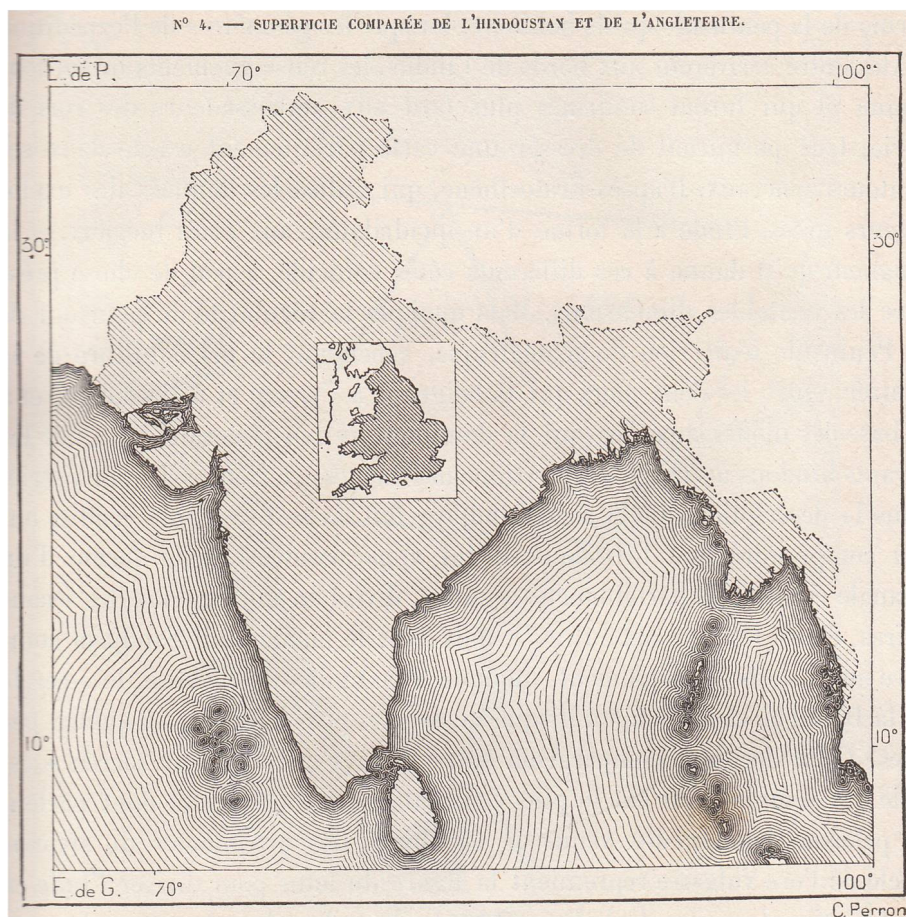 N° 4. — SUPERFICIE COMPARÉE DE L'HINDOUSTAN ET DE L'ANGLETERRE.
E. de P. 70° 100°
30° 30°
10° 10°
E. de G. 70° 100°
C. Perron